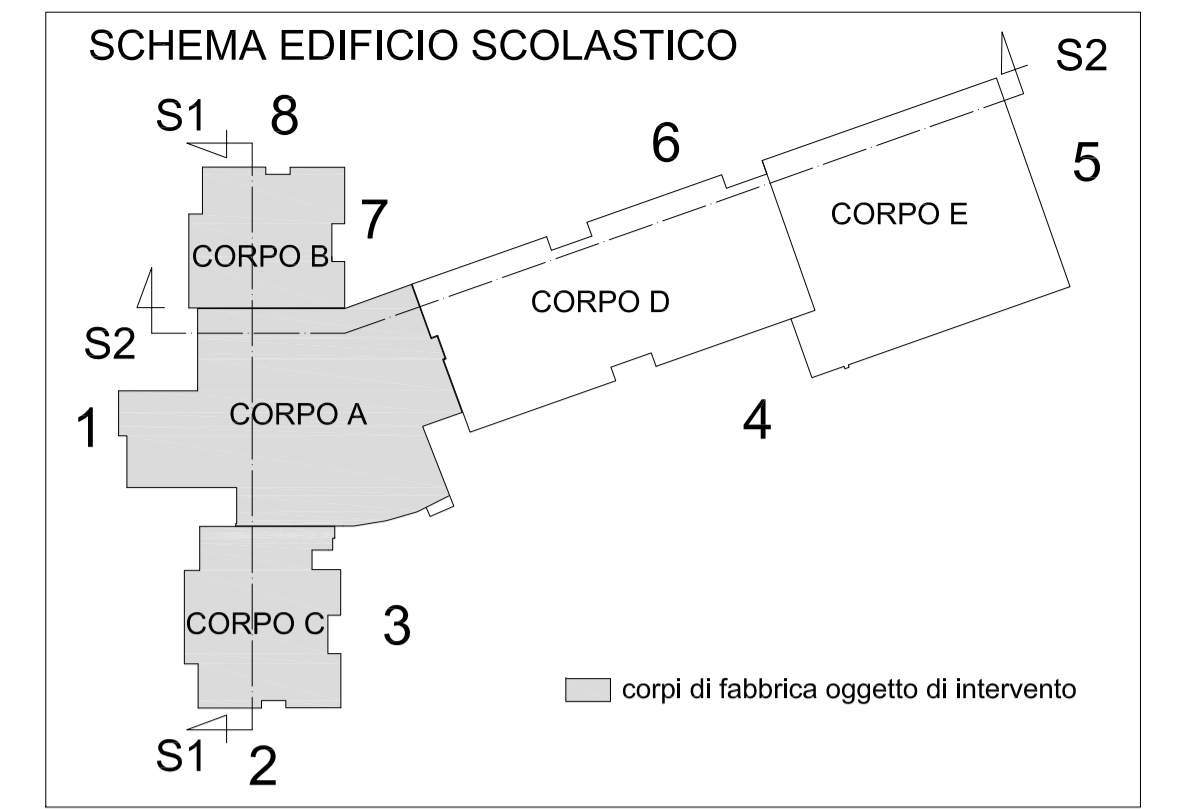 SCHEMA EDIFICIO SCOLASTICO
S2
S1
8
6
5
7
CORPO E
CORPO B
CORPO D
S2
1
CORPO A
4
CORPO C
3
corpi di fabbrica oggetto di intervento
S1
2